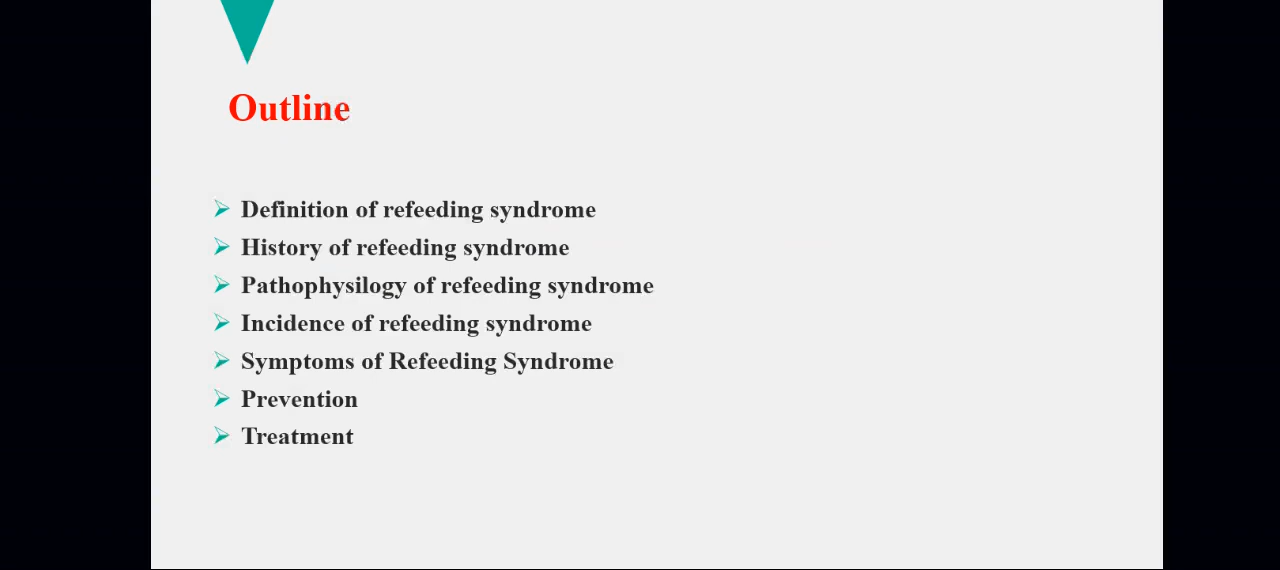 Outline
Definition of refeeding syndrome
History of refeeding syndrome
Pathophysilogy of refeeding syndrome
Incidence of refeeding syndrome
Symptoms of Refeeding Syndrome
Prevention
Treatment